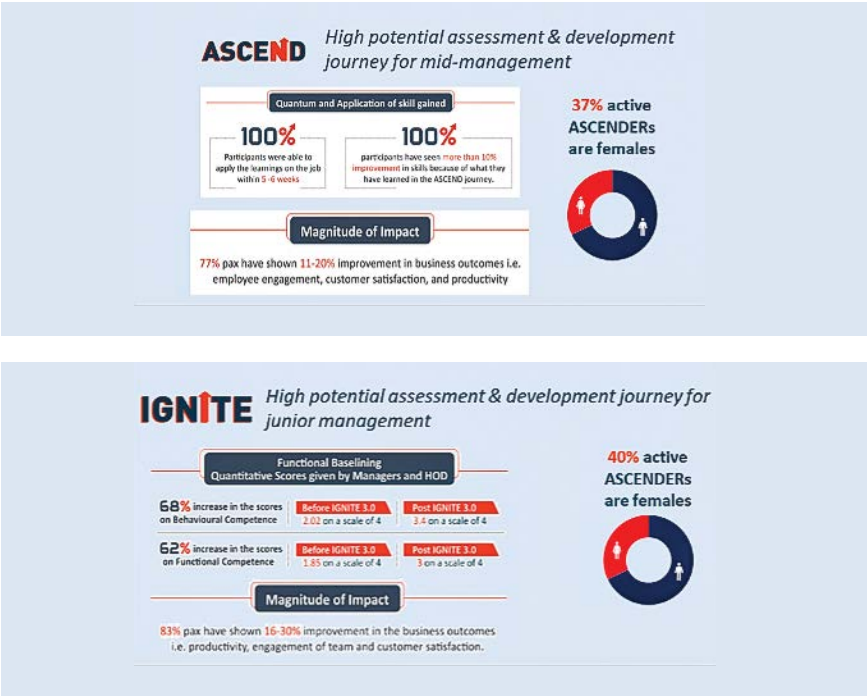 ASCEND
High potential assessment & development
journey for mid-management
Quantum and Application of skill gained
100%
Participants were able to
apply the learnings on the job
within 5 -6 weeks
100%
participants have seen more than 10%
improvement in skills because of what they
have learned in the ASCEND journey.
37% active
ASCENDERs
are females
Magnitude of Impact
77% pax have shown 11-20% improvement in business outcomes i.e.
employee engagement, customer satisfaction, and productivity
IGNITE
High potential assessment & development journey for
junior management
Functional Baselining
Quantitative Scores given by Managers and HOD
68% increase in the scores
on Behavioural Competence
Before IGNITE 3.0
2.02 on a scale of 4
Post IGNITE 3.0
3.4 on a scale of 4
62% increase in the scores
on Functional Competence
Before IGNITE 3.0
1.85 on a scale of 4
Post IGNITE 3.0
3 on a scale of 4
40% active
ASCENDERs
are females
Magnitude of Impact
83% pax have shown 16-30% improvement in the business outcomes
i.e. productivity, engagement of team and customer satisfaction.